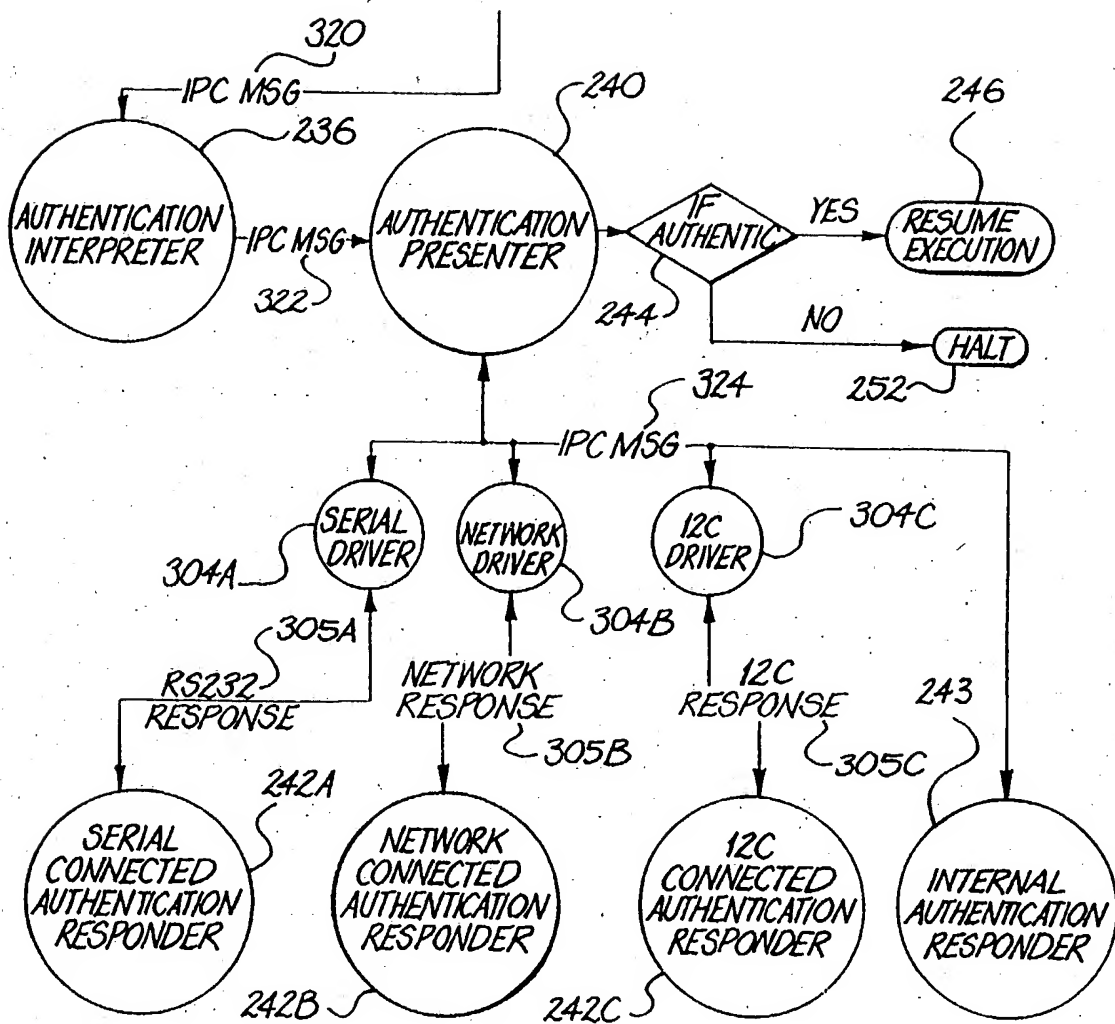 320
IPC MSG
236
240
246
AUTHENTICATION
INTERPRETER
IPC MSG
322
AUTHENTICATION
PRESENTER
IF
AUTHENTIC
244
YES
RESUME
EXECUTION
NO
HALT
252
324
IPC MSG
SERIAL
DRIVER
304A
NETWORK
DRIVER
304B
12C
DRIVER
304C
305A
RS232
RESPONSE
NETWORK
RESPONSE
305B
12C
RESPONSE
305C
243
242A
SERIAL
CONNECTED
AUTHENTICATION
RESPONDER
NETWORK
CONNECTED
AUTHENTICATION
RESPONDER
242B
12C
CONNECTED
AUTHENTICATION
RESPONDER
242C
INTERNAL
AUTHENTICATION
RESPONDER